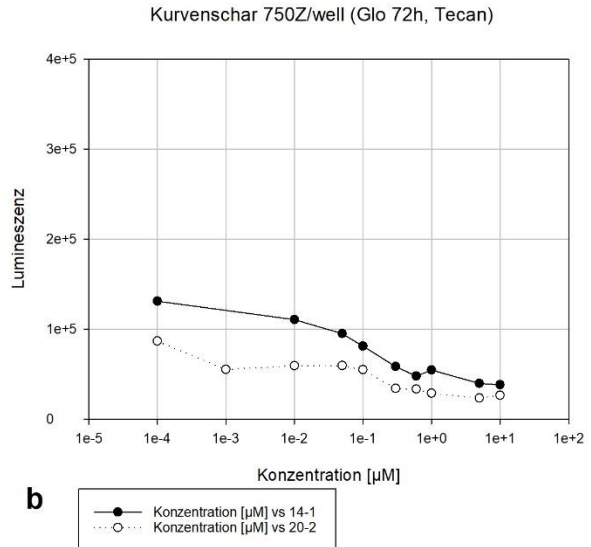 Kurvenschar 750Z/well (Glo 72h, Tecan)
4e+5
3e+5
2e+5
1e+5
0
Lumineszenz
1e-5 1e-4 1e-3 1e-2 1e-1 1e+0 1e+1 1e+2
Konzentration [µM]
b
Konzentration [µM] vs 14-1
Konzentration [µM] vs 20-2